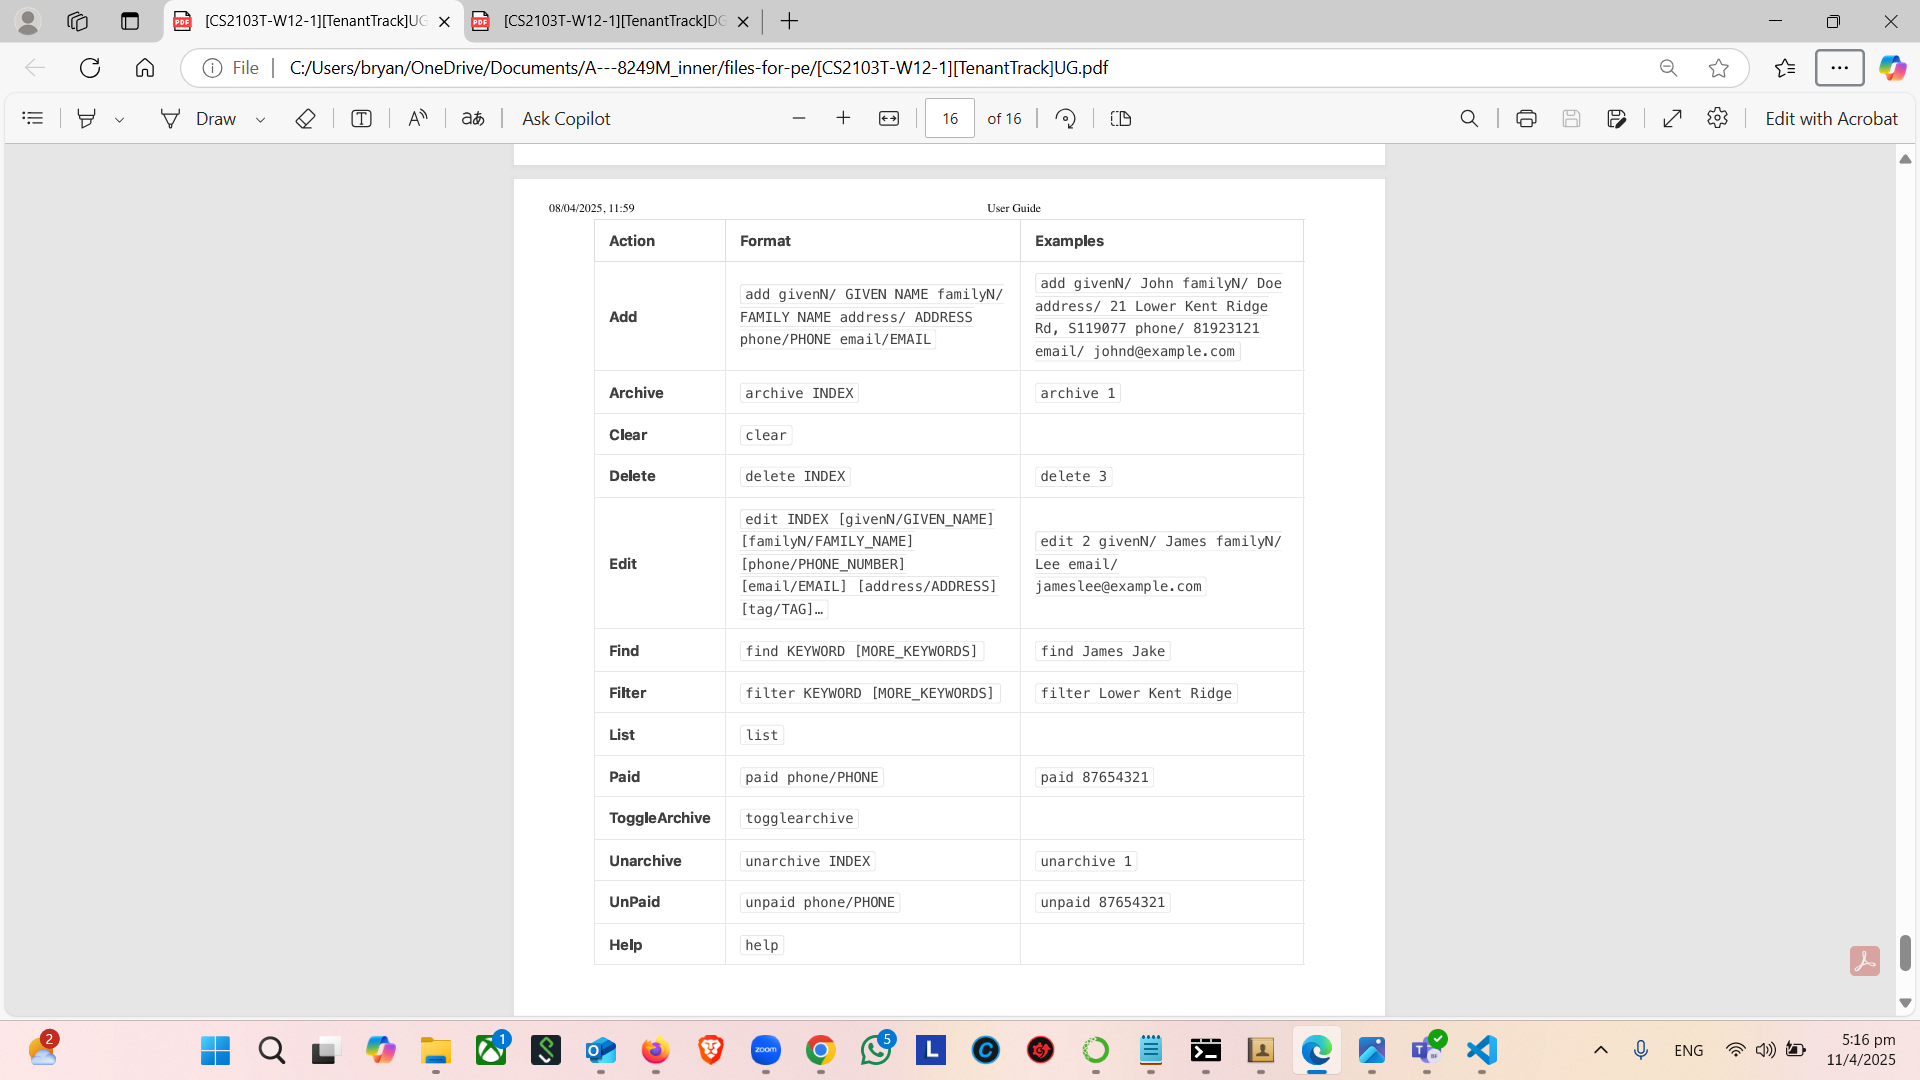 [CS2103T-W12-1][TenantTrack]UG
[CS2103T-W12-1][TenantTrack]DG
File
C:/Users/bryan/OneDrive/Documents/A---8249M_inner/files-for-pe/[CS2103T-W12-1][TenantTrack]UG.pdf
Draw
Ask Copilot
16
of 16
Edit with Acrobat
08/04/2025, 11:59
User Guide
Action Format Examples
Add
add givenN/ GIVEN NAME familyN/
FAMILY NAME address/ ADDRESS
phone/PHONE email/EMAIL
add givenN/ John familyN/ Doe
address/ 21 Lower Kent Ridge
Rd, S119077 phone/ 81923121
email/ johnd@example.com
Archive archive INDEX archive 1
Clear clear
Delete delete INDEX delete 3
Edit
edit INDEX [givenN/GIVEN_NAME]
[familyN/FAMILY_NAME]
[phone/PHONE_NUMBER]
[email/EMAIL] [address/ADDRESS]
[tag/TAG]…
edit 2 givenN/ James familyN/
Lee email/
jameslee@example.com
Find find KEYWORD [MORE_KEYWORDS] find James Jake
Filter filter KEYWORD [MORE_KEYWORDS] filter Lower Kent Ridge
List list
Paid paid phone/PHONE paid 87654321
ToggleArchive togglearchive
Unarchive unarchive INDEX unarchive 1
UnPaid unpaid phone/PHONE unpaid 87654321
Help help
2
1
zoom
5
L
ENG
5:16 pm
11/4/2025